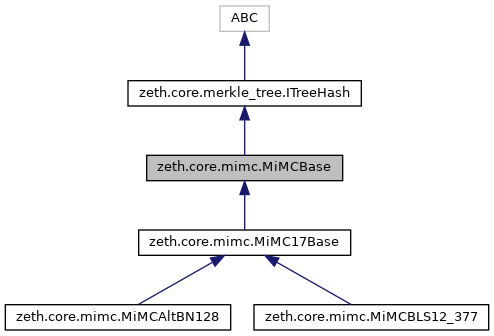 ABC
zeth.core.merkle_tree.ITreeHash
zeth.core.mimc.MiMCBase
zeth.core.mimc.MiMC17Base
zeth.core.mimc.MiMCAltBN128
zeth.core.mimc.MiMCBLS12_377